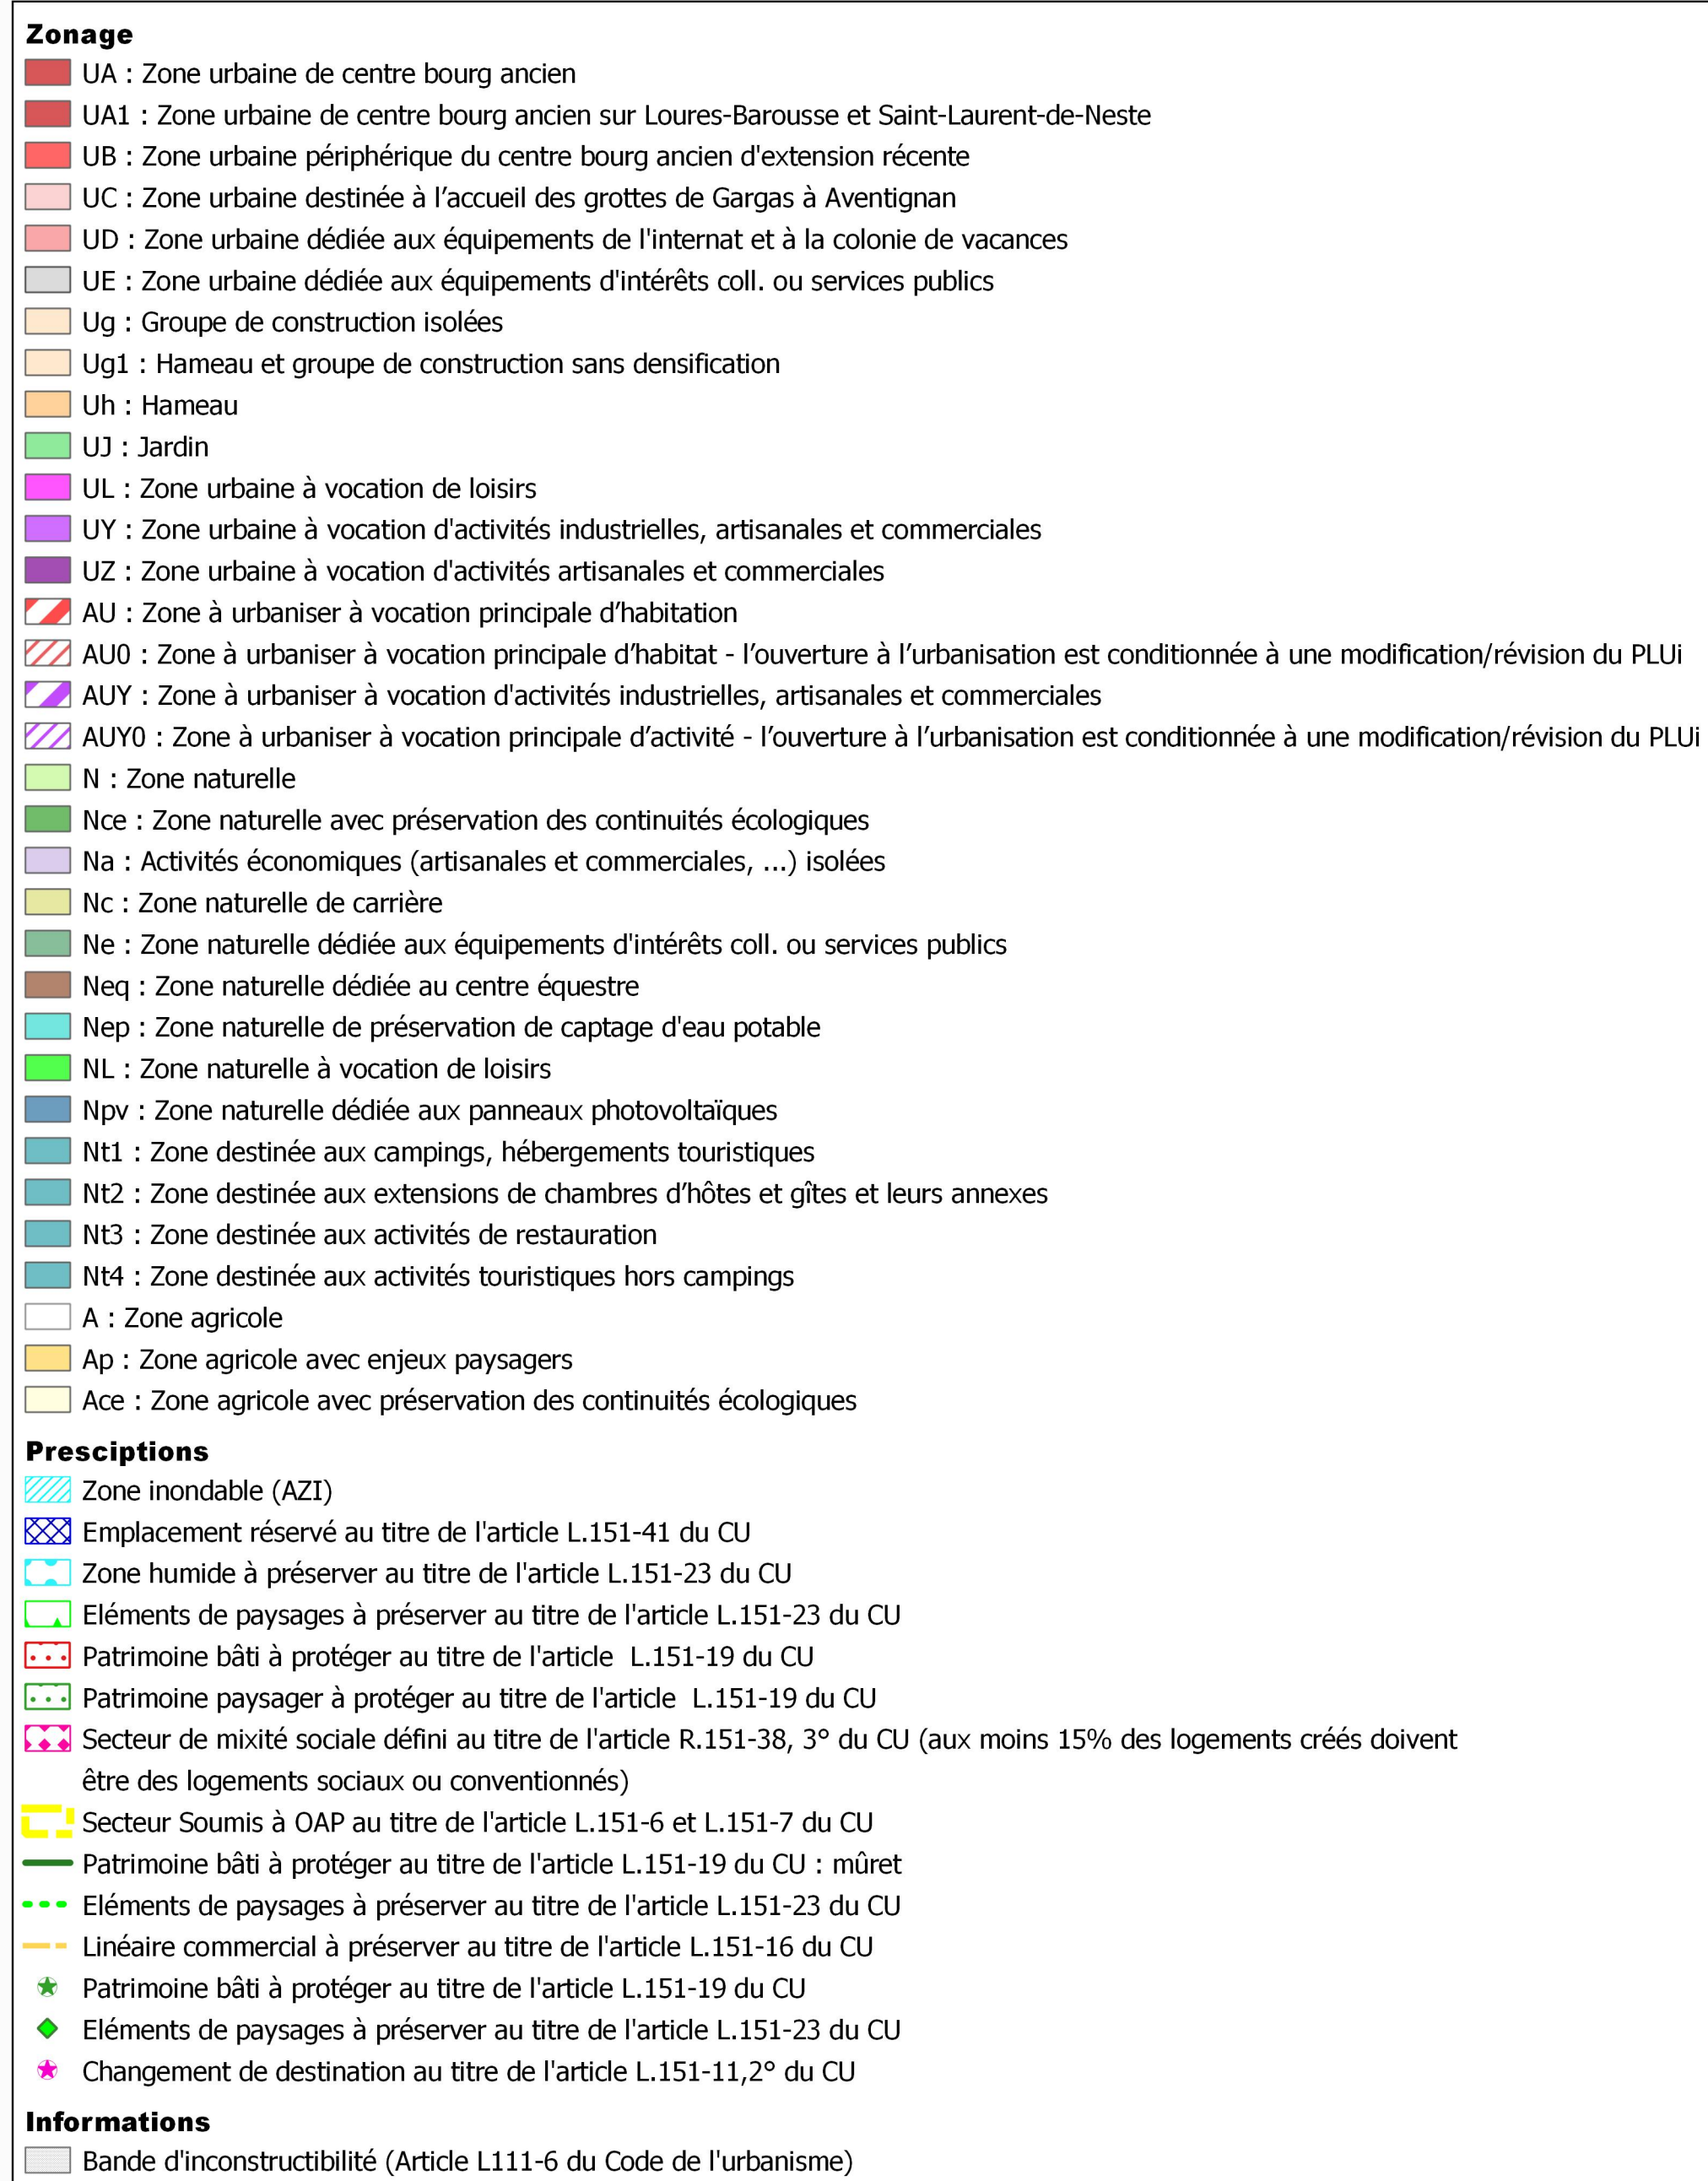 Zonage
UA : Zone urbaine de centre bourg ancien
UA1 : Zone urbaine de centre bourg ancien sur Loures-Barousse et Saint-Laurent-de-Neste
UB : Zone urbaine périphérique du centre bourg ancien d'extension récente
UC : Zone urbaine destinée à l’accueil des grottes de Gargas à Aventignan
UD : Zone urbaine dédiée aux équipements de l'internat et à la colonie de vacances
UE : Zone urbaine dédiée aux équipements d'intérêts coll. ou services publics
Ug : Groupe de construction isolées
Ug1 : Hameau et groupe de construction sans densification
Uh : Hameau
UJ : Jardin
UL : Zone urbaine à vocation de loisirs
UY : Zone urbaine à vocation d'activités industrielles, artisanales et commerciales
UZ : Zone urbaine à vocation d'activités artisanales et commerciales
AU : Zone à urbaniser à vocation principale d’habitation
AU0 : Zone à urbaniser à vocation principale d’habitat - l’ouverture à l’urbanisation est conditionnée à une modification/révision du PLUi
AUY : Zone à urbaniser à vocation d'activités industrielles, artisanales et commerciales
AUY0 : Zone à urbaniser à vocation principale d’activité - l’ouverture à l’urbanisation est conditionnée à une modification/révision du PLUi
N : Zone naturelle
Nce : Zone naturelle avec préservation des continuités écologiques
Na : Activités économiques (artisanales et commerciales, ...) isolées
Nc : Zone naturelle de carrière
Ne : Zone naturelle dédiée aux équipements d'intérêts coll. ou services publics
Neq : Zone naturelle dédiée au centre équestre
Nep : Zone naturelle de préservation de captage d'eau potable
NL : Zone naturelle à vocation de loisirs
Npv : Zone naturelle dédiée aux panneaux photovoltaïques
Nt1 : Zone destinée aux campings, hébergements touristiques
Nt2 : Zone destinée aux extensions de chambres d’hôtes et gîtes et leurs annexes
Nt3 : Zone destinée aux activités de restauration
Nt4 : Zone destinée aux activités touristiques hors campings
A : Zone agricole
Ap : Zone agricole avec enjeux paysagers
Ace : Zone agricole avec préservation des continuités écologiques
Presciptions
Zone inondable (AZI)
Emplacement réservé au titre de l'article L.151-41 du CU
Zone humide à préserver au titre de l'article L.151-23 du CU
Eléments de paysages à préserver au titre de l'article L.151-23 du CU
Patrimoine bâti à protéger au titre de l'article  L.151-19 du CU
Patrimoine paysager à protéger au titre de l'article  L.151-19 du CU
Secteur de mixité sociale défini au titre de l'article R.151-38, 3° du CU (aux moins 15% des logements créés doivent
être des logements sociaux ou conventionnés)
Secteur Soumis à OAP au titre de l'article L.151-6 et L.151-7 du CU
Patrimoine bâti à protéger au titre de l'article L.151-19 du CU : mûret
Eléments de paysages à préserver au titre de l'article L.151-23 du CU
Linéaire commercial à préserver au titre de l'article L.151-16 du CU
Patrimoine bâti à protéger au titre de l'article L.151-19 du CU
Eléments de paysages à préserver au titre de l'article L.151-23 du CU
Changement de destination au titre de l'article L.151-11,2° du CU
Informations
Bande d'inconstructibilité (Article L111-6 du Code de l'urbanisme)